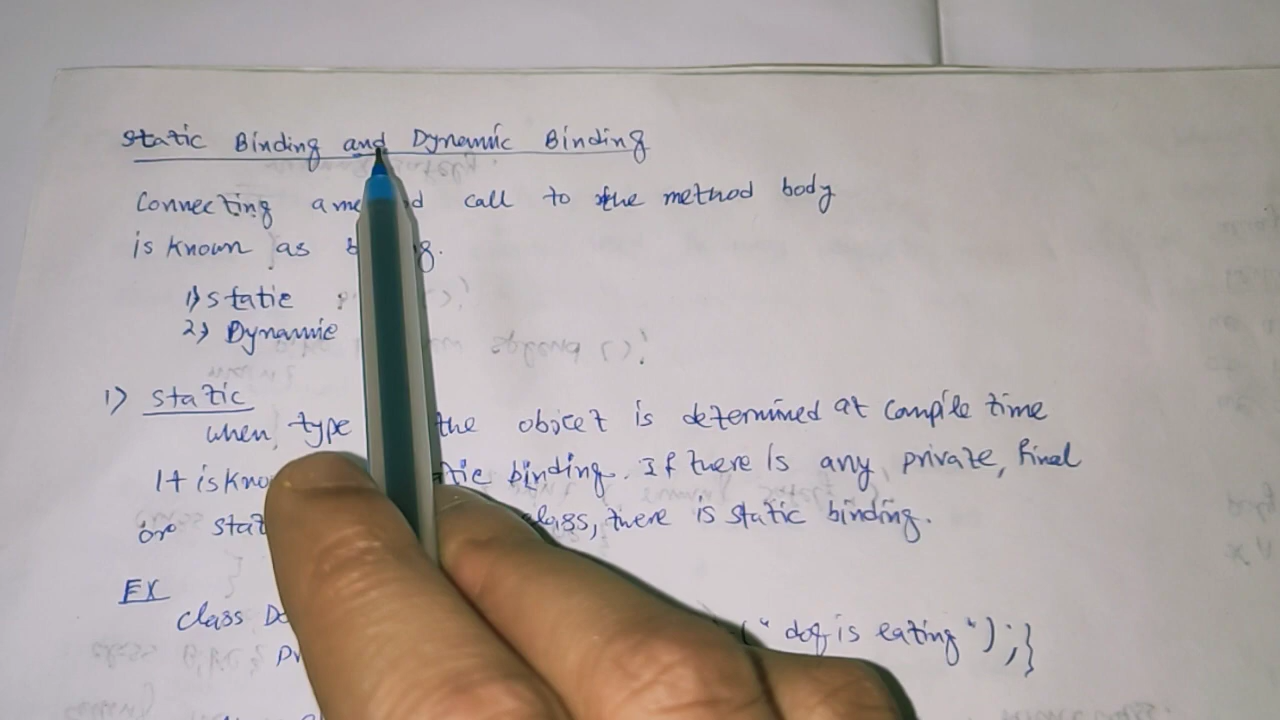 Static Binding and Dynamic Binding
Connecting a call to the method body
is known as
1) static
2) Dynamic
1) static
when type the object is determined at compile time
It is binding. If there is any private, final
or class, there is static binding.
EX
class
("dog is eating");}